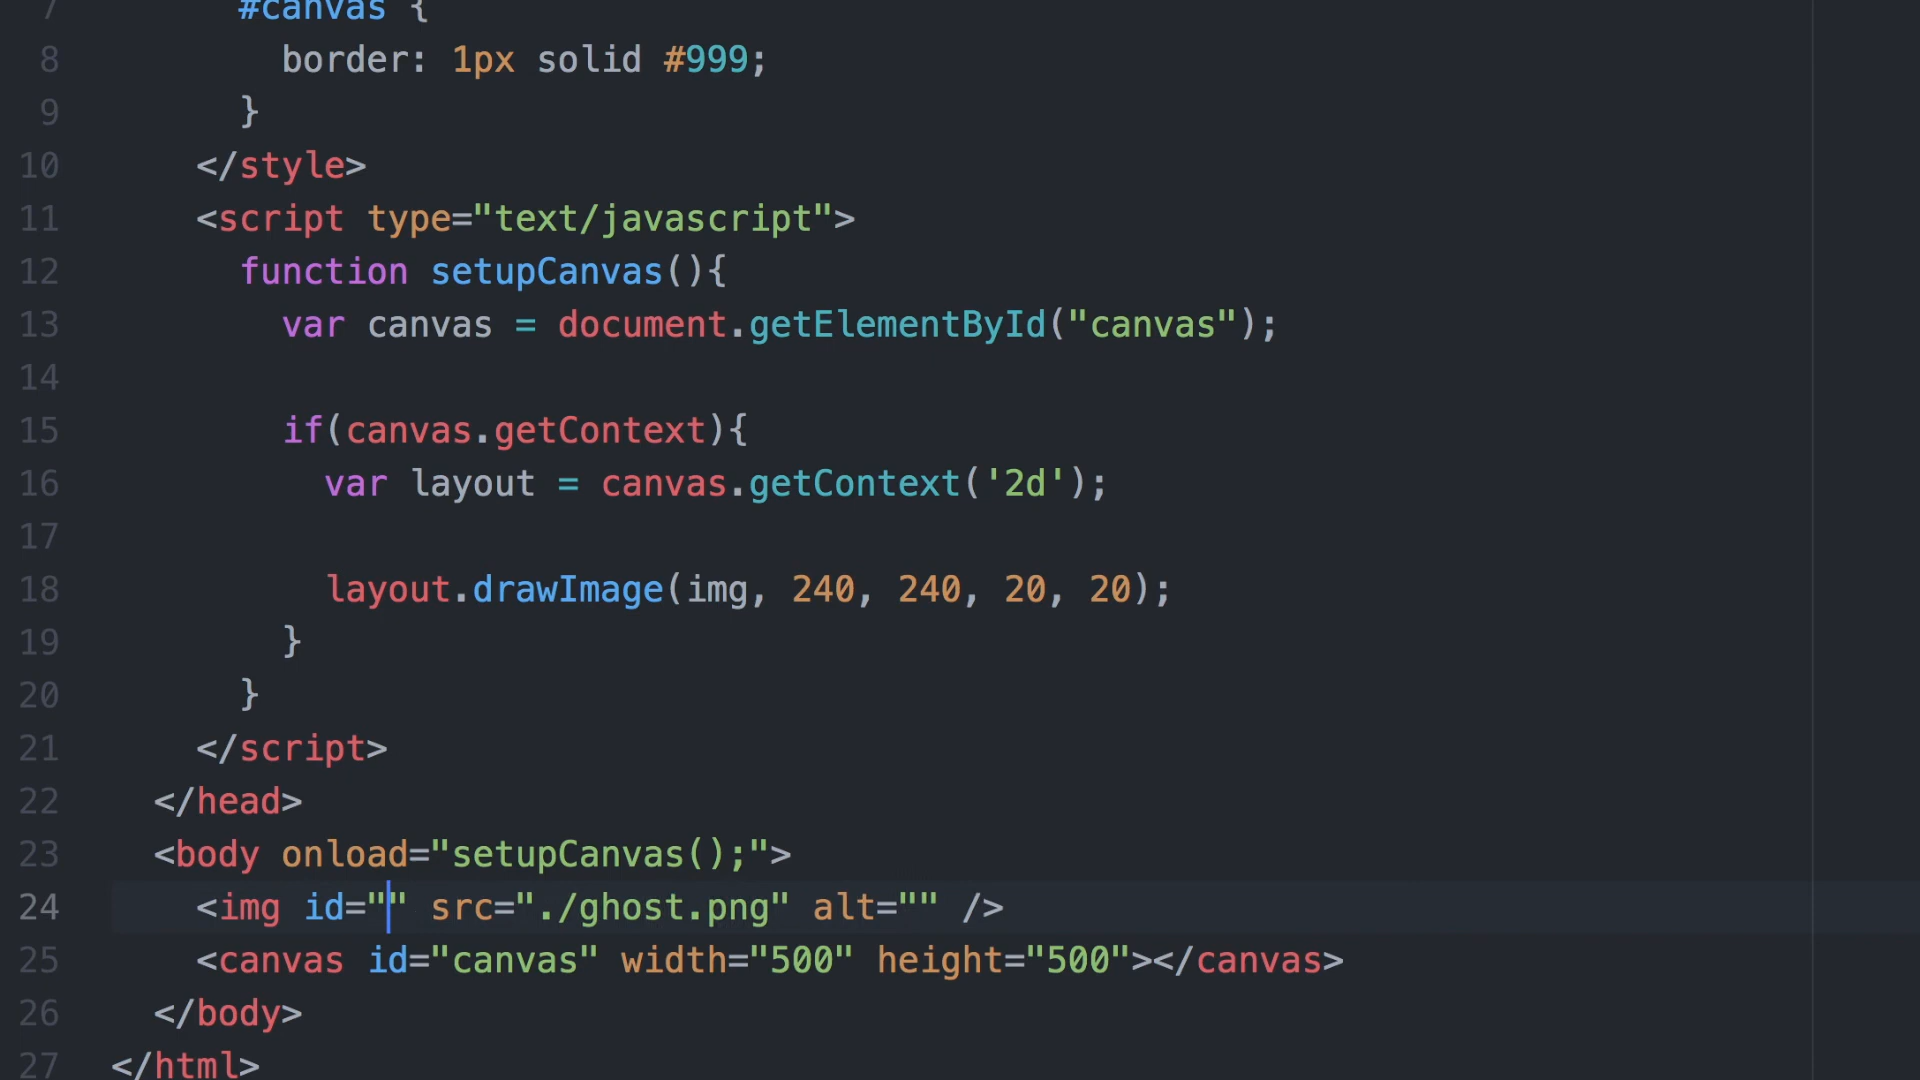 7 #canvas {
8 border: 1px solid #999;
9 }
10 </style>
11 <script type="text/javascript">
12 function setupCanvas(){
13 var canvas = document.getElementById("canvas");
14
15 if(canvas.getContext){
16 var layout = canvas.getContext('2d');
17
18 layout.drawImage(img, 240, 240, 20, 20);
19 }
20 }
21 </script>
22 </head>
23 <body onload="setupCanvas();">
24 <img id="" src="./ghost.png" alt="" />
25 <canvas id="canvas" width="500" height="500"></canvas>
26 </body>
27 </html>